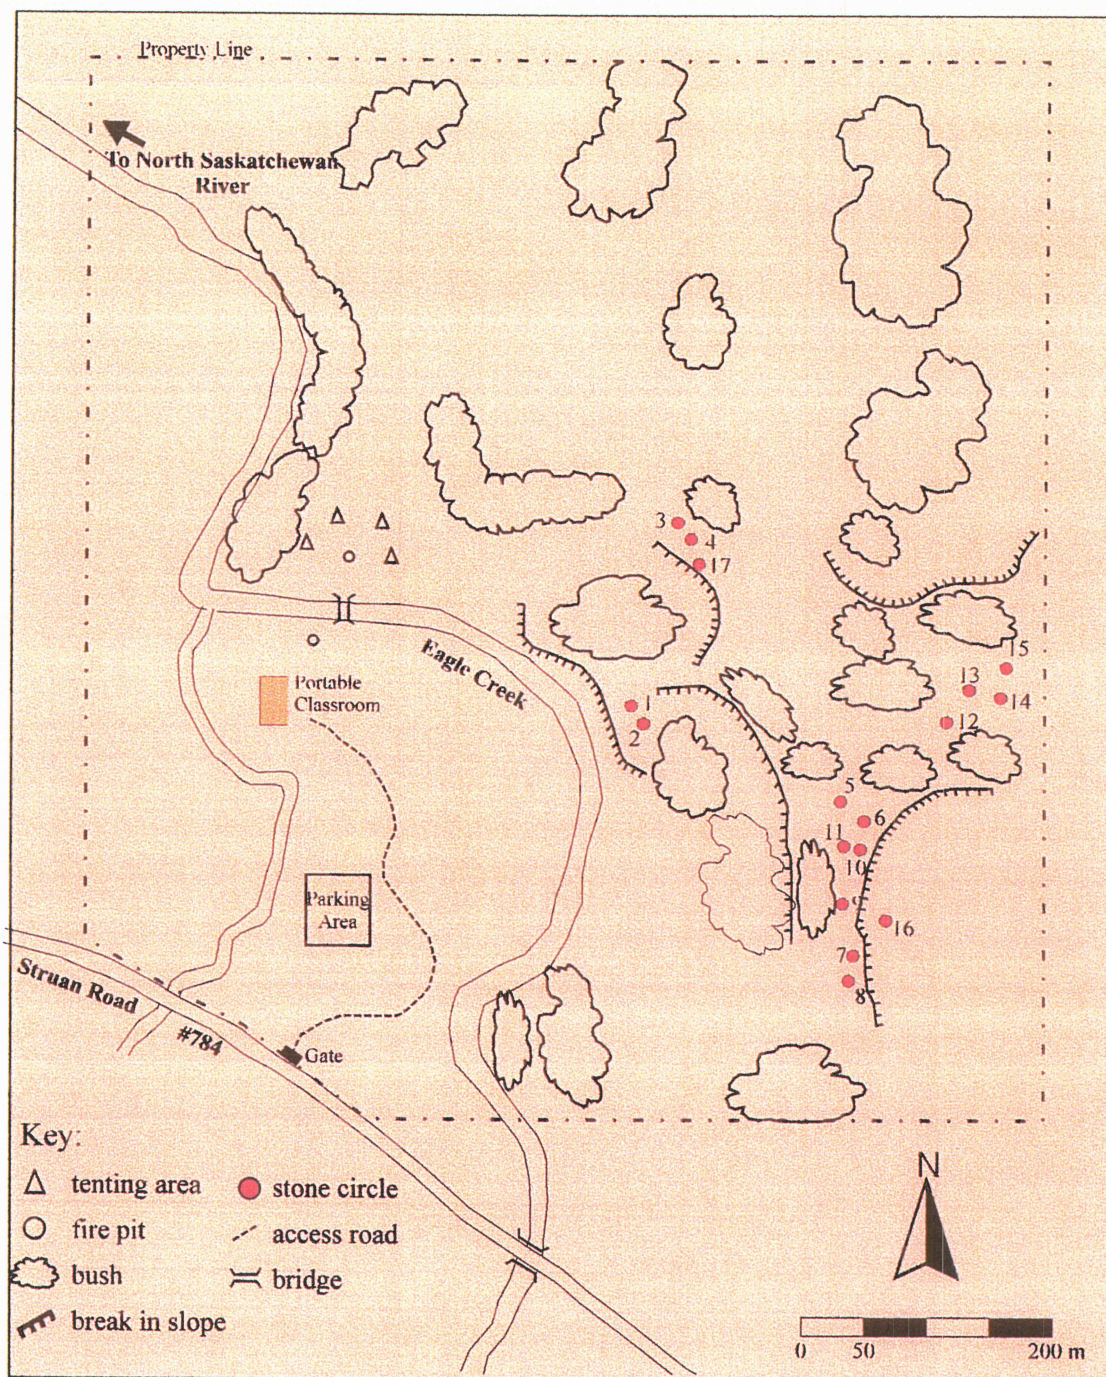 Property Line
To North Saskatchewan
River
3
4
17
Eagle Creek
15
13
14
12
1
2
Portable
Classroom
5
6
11
10
9
16
7
8
Parking
Area
Struan Road
#784
Gate
Key:
tenting area
stone circle
fire pit
access road
bush
bridge
break in slope
N
0
50
200 m